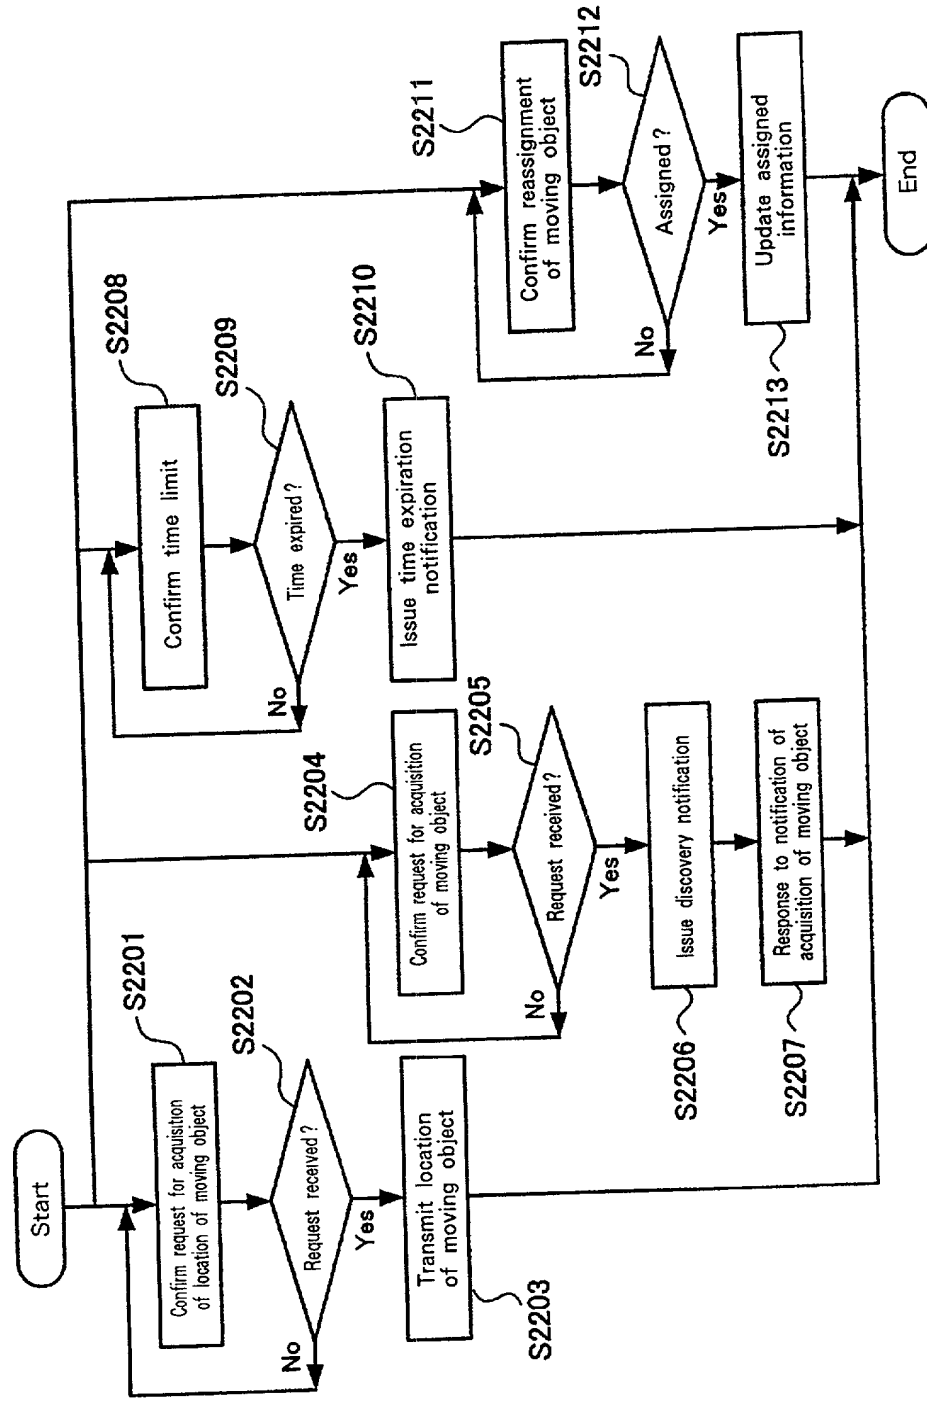 Start
S2201
Confirm request for acquisition
of location of moving object
S2202
Request received?
No
Yes
Transmit location
of moving object
S2203
S2204
Confirm request for acquisition
of moving object
S2205
Request received?
No
Yes
Issue discovery notification
S2206
Response to notification of
acquisition of moving object
S2207
S2208
Confirm time limit
S2209
Time expired?
No
Yes
S2210
Issue time expiration
notification
S2211
Confirm reassignment
of moving object
S2212
Assigned?
No
Yes
Update assigned
information
S2213
End